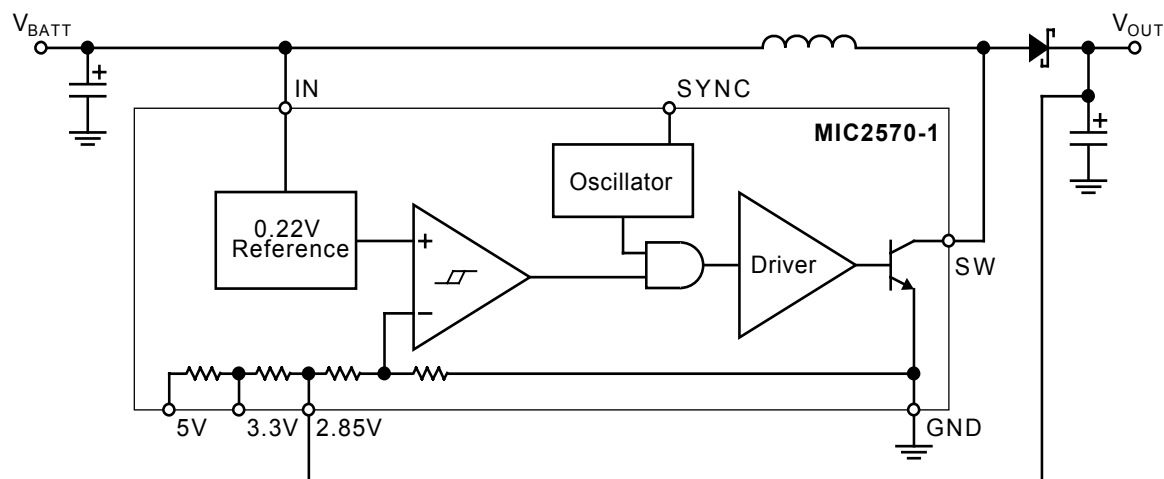 VBATT
VOUT
IN
SYNC
MIC2570-1
Oscillator
0.22V
Reference
+
−
Driver
SW
5V
3.3V
2.85V
GND
+
+